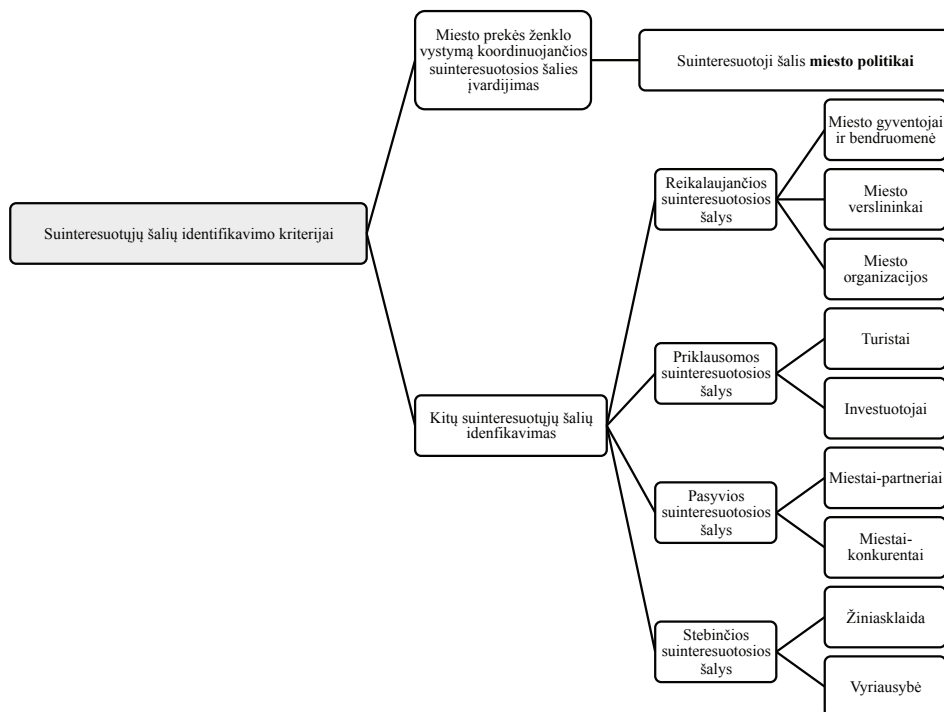 Miesto prekės ženklo
vystymą koordinuojančios
suinteresuotosios šalies
įvardijimas
Suinteresuotoji šalis miesto politikai
Miesto gyventojai
ir bendruomenė
Reikalaujančios
suinteresuotosios
šalys
Miesto
verslininkai
Suinteresuotųjų šalių identifikavimo kriterijai
Miesto
organizacijos
Turistai
Priklausomos
suinteresuotosios
šalys
Investuotojai
Kitų suinteresuotųjų šalių
idenfikavimas
Miestai-partneriai
Pasyvios
suinteresuotosios
šalys
Miestai-
konkurentai
Žiniasklaida
Stebinčios
suinteresuotosios
šalys
Vyriausybė